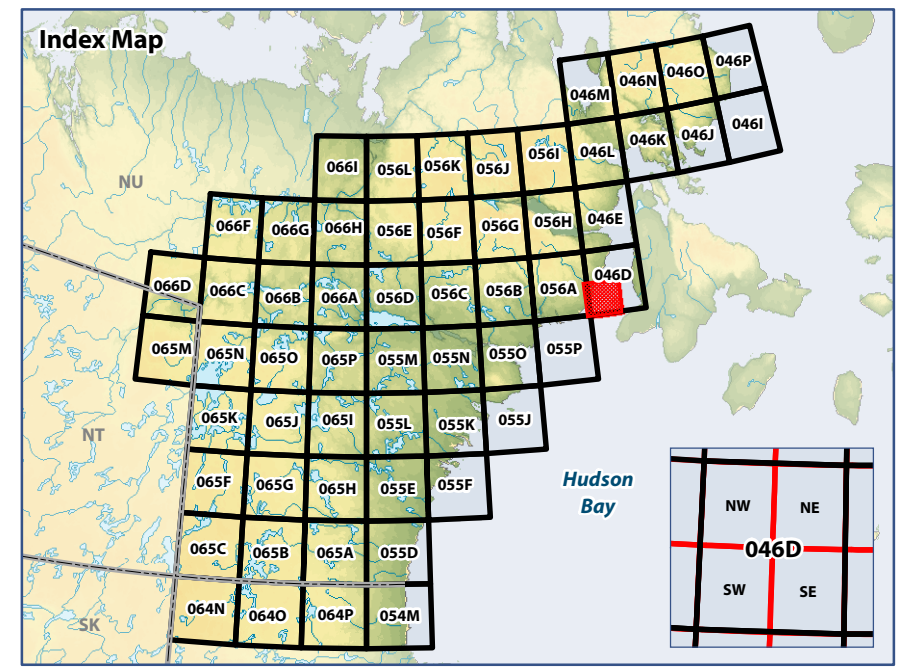 Index Map
046P
046O
046N
046M
046I
046J
046K
046L
056I
056J
056K
056L
066I
NU
066F
066G
066H
056E
056F
056G
056H
046E
066D
066C
066B
066A
056D
056C
056B
056A
046D
065M
065N
065O
065P
055M
055N
055O
055P
065K
065J
065I
055L
055K
055J
NT
065F
065G
065H
055E
055F
Hudson
Bay
065C
065B
065A
055D
064N
064O
064P
054M
SK
NW
NE
046D
SW
SE